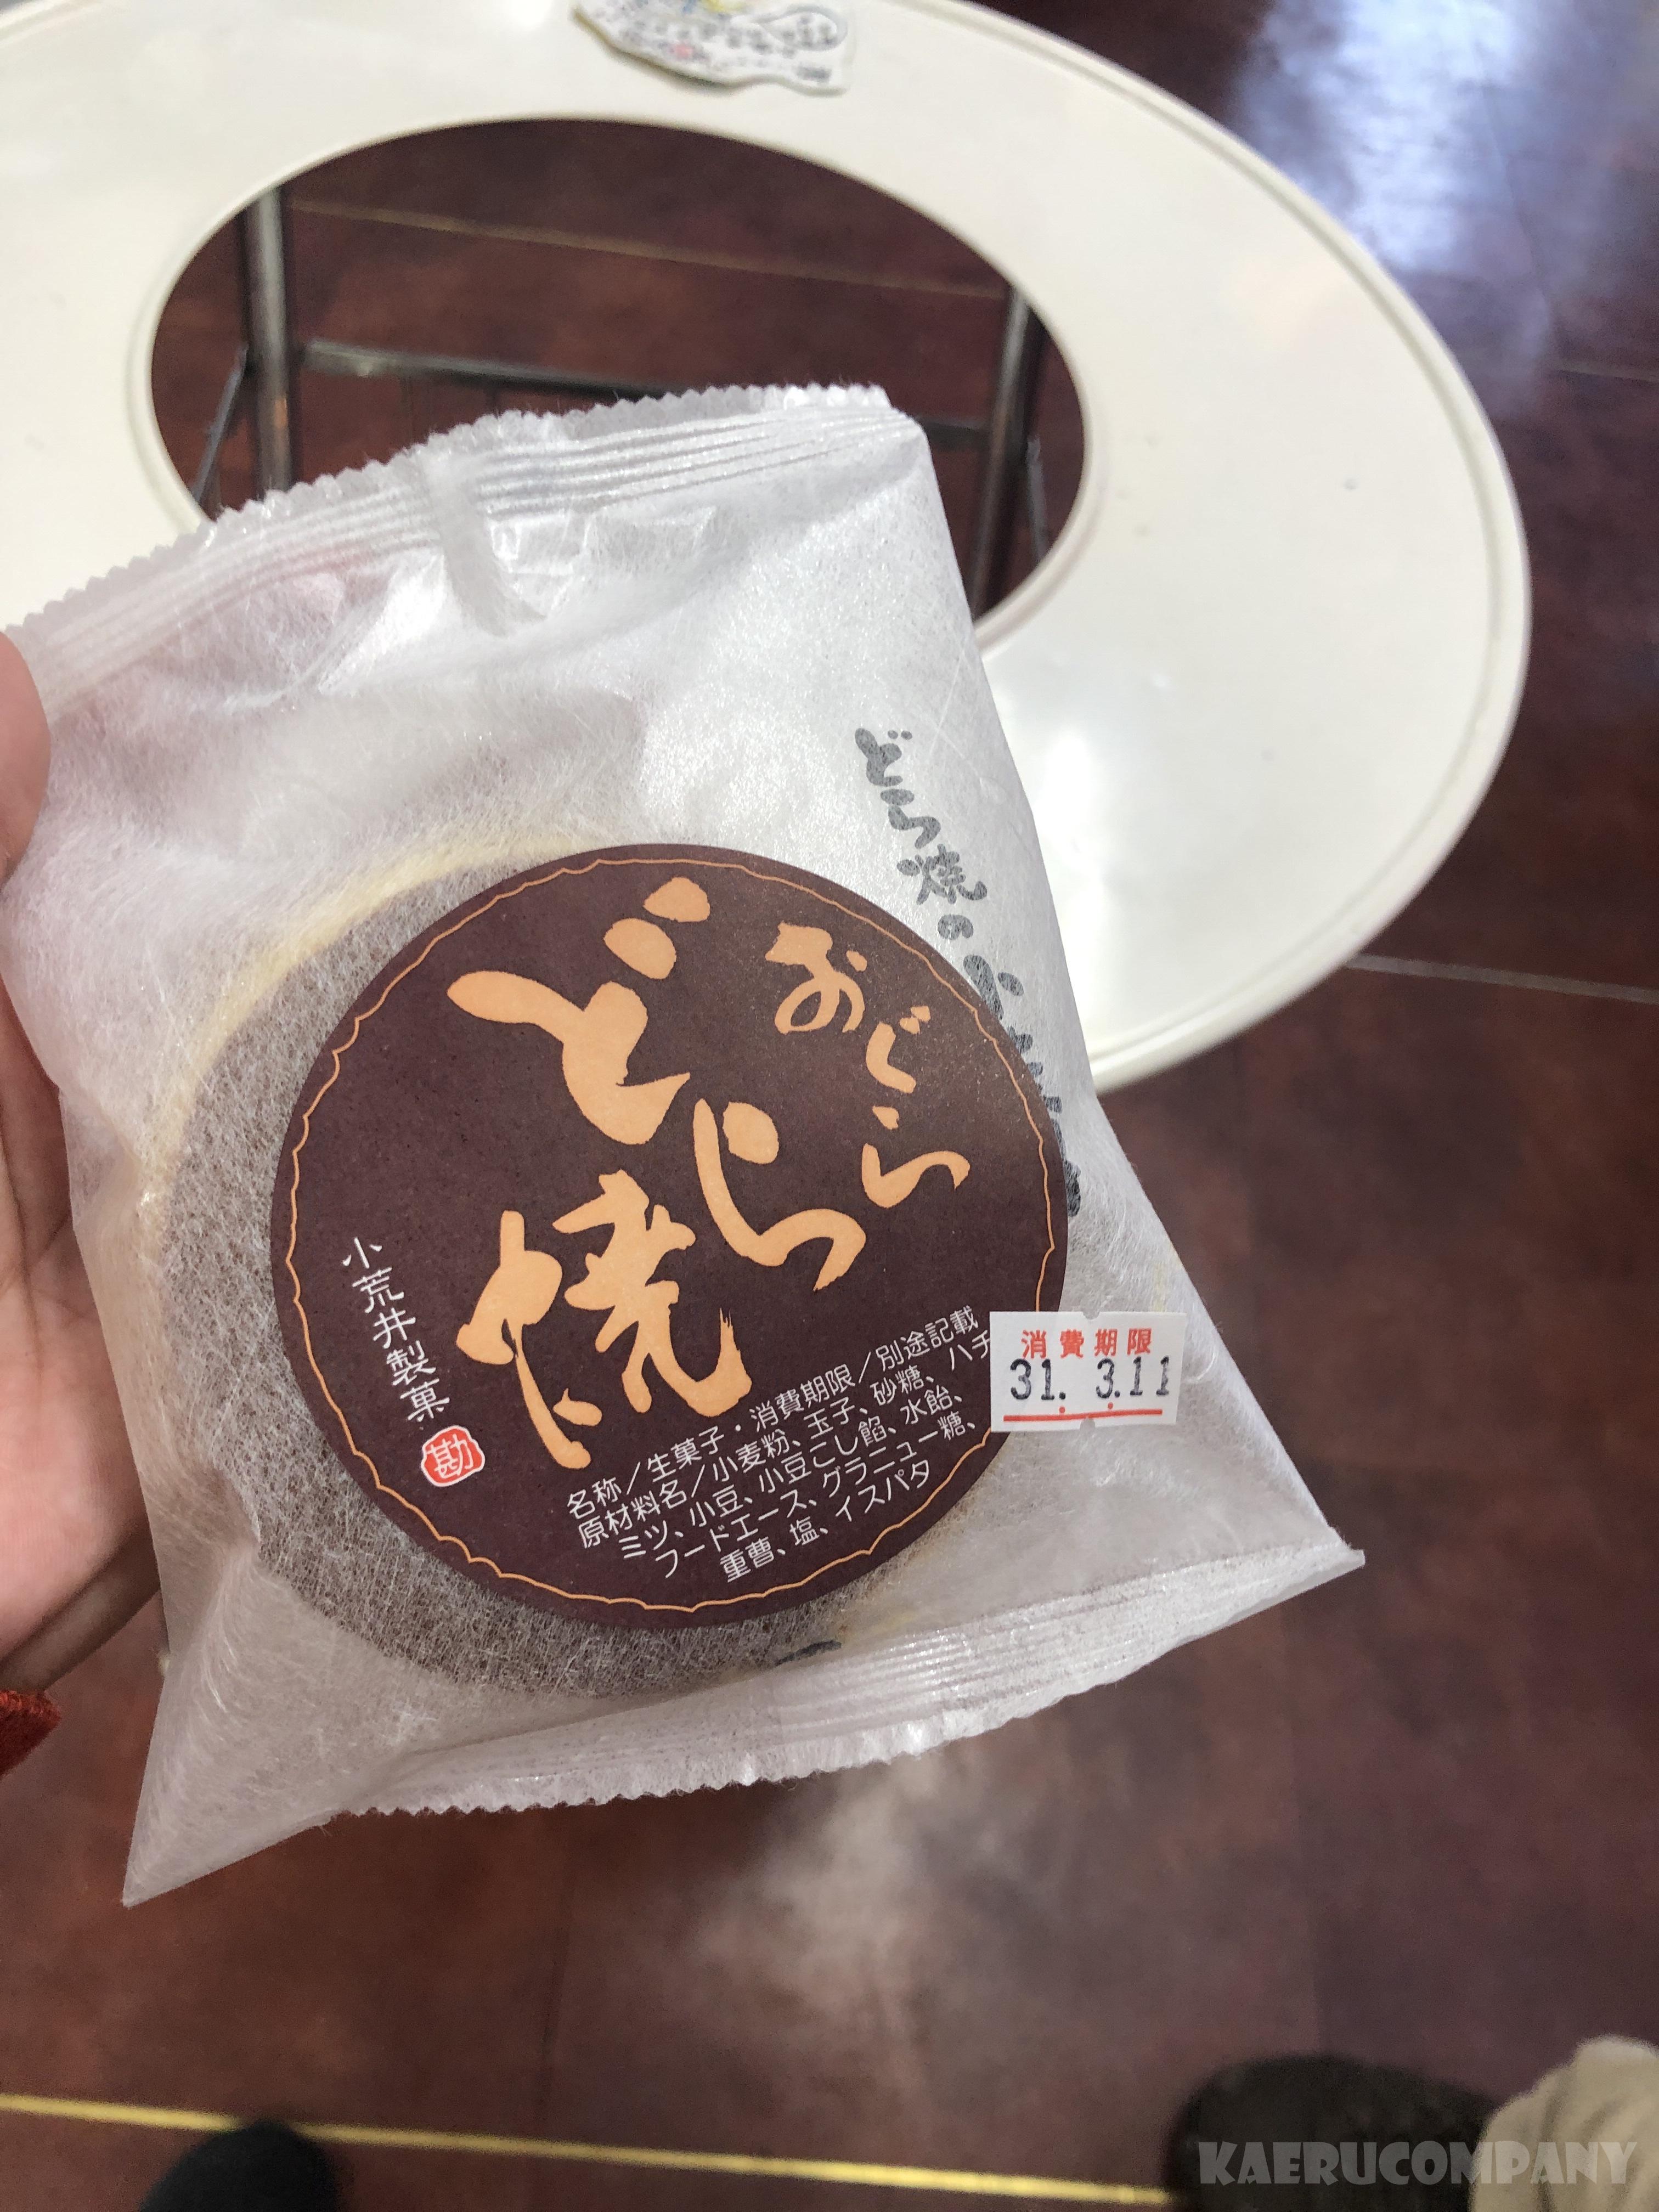 おぐら
どら焼
小荒井製菓
勘
名称／生菓子・消費期限／別途記載
原材料名／小麦粉、玉子、砂糖、ハチ
ミツ、小豆、小豆こし餡、水飴、
フードエース、グラニュー糖、
重曹、塩、イスパタ
消費期限
31. 3.11
どら焼の
KAERUCOMPANY